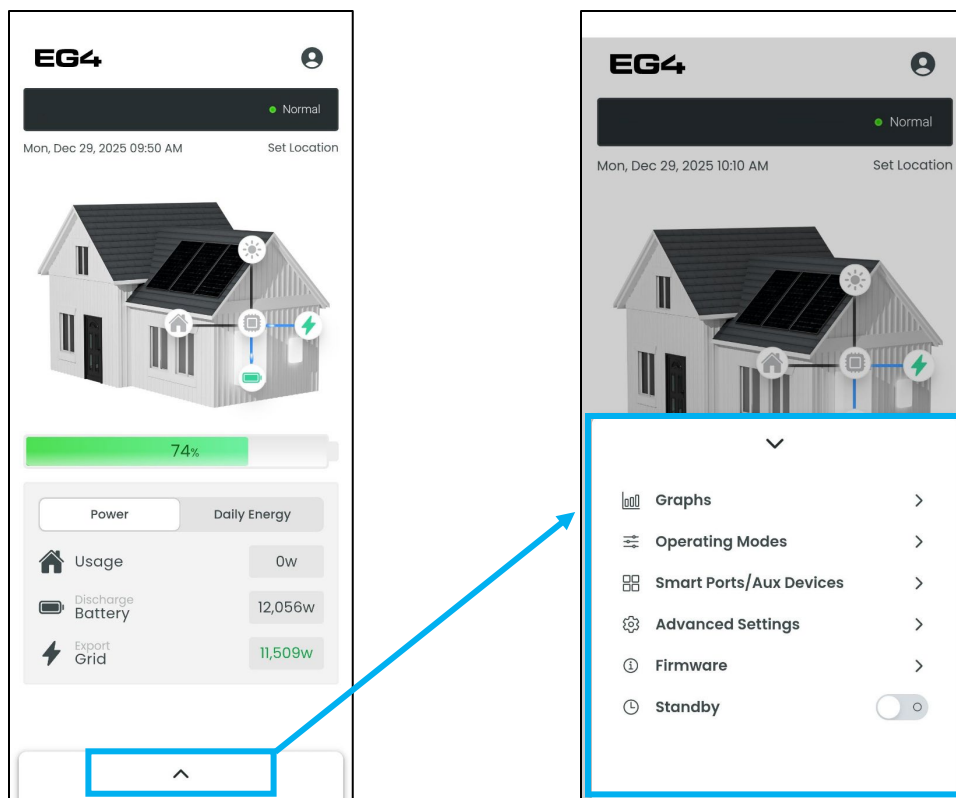 EG4
Normal
Mon, Dec 29, 2025 09:50 AM Set Location
74%
Power Daily Energy
Usage 0w
Discharge
Battery 12,056w
Export
Grid 11,509w
EG4
Normal
Mon, Dec 29, 2025 10:10 AM Set Location
Graphs
Operating Modes
Smart Ports/Aux Devices
Advanced Settings
Firmware
Standby